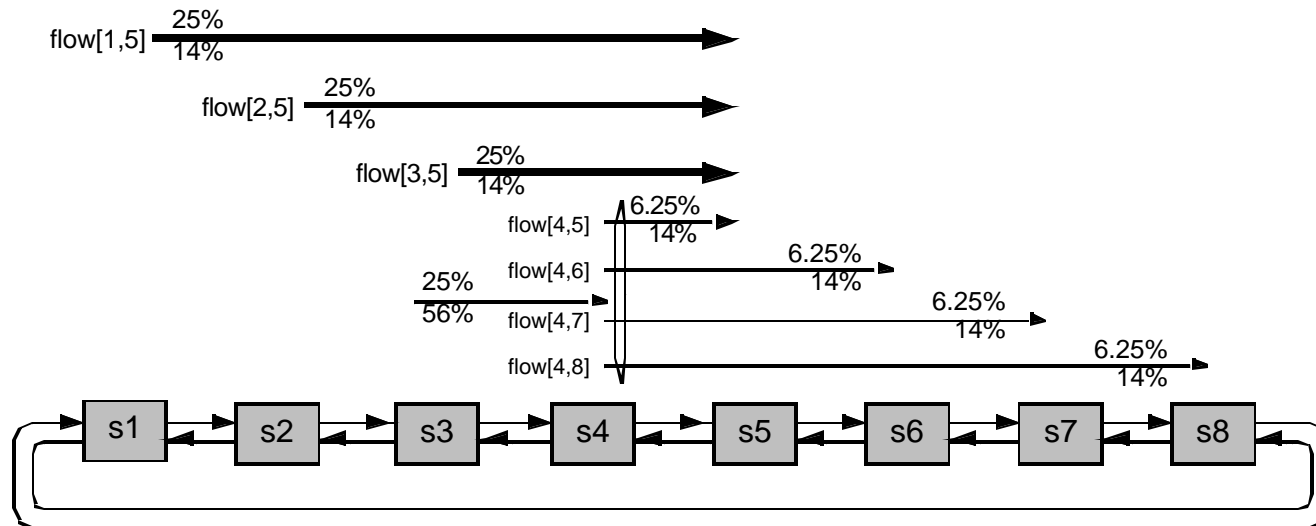 25%
flow[1,5]
14%
25%
flow[2,5]
14%
25%
flow[3,5]
14%
6.25%
flow[4,5]
14%
6.25%
flow[4,6]
14%
25%
56%
6.25%
flow[4,7]
14%
6.25%
flow[4,8]
14%
s1 s2 s3 s4 s5 s6 s7 s8